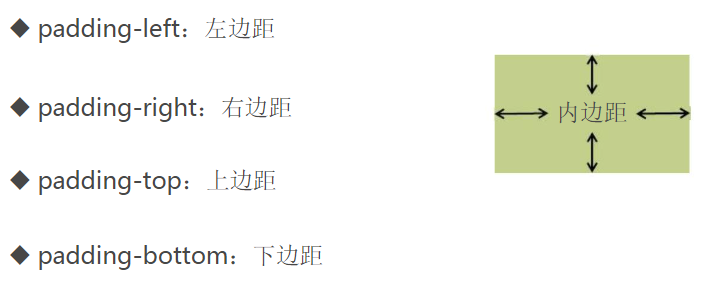 ◆ padding-left：左边距
◆ padding-right：右边距
内边距
◆ padding-top：上边距
◆ padding-bottom：下边距